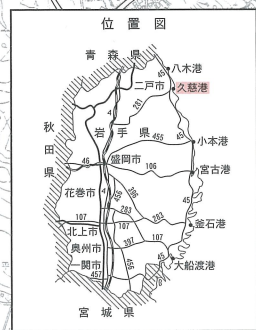 位置図
青森県
八木港
45
二戸市
久慈港
281
秋田県
岩手県
4
455
45
小本港
盛岡市
46
106
宮古港
花巻市
4
396
456
45
283
283
釜石港
107
107
北上市
107
奥州市
397
一関市
45
大船渡港
457
456
宮城県